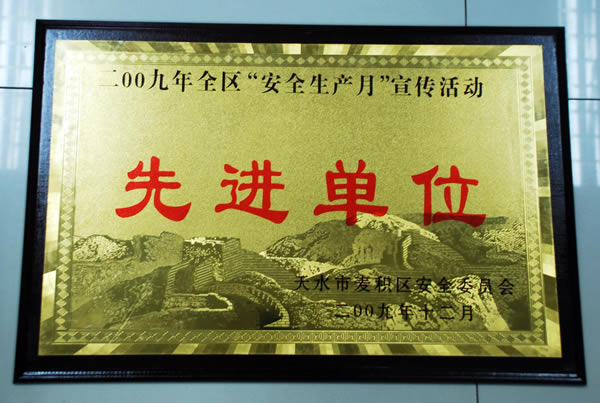 二00九年全区“安全生产月”宣传活动
先进单位
天水市麦积区安全委员会
二00九年十二月